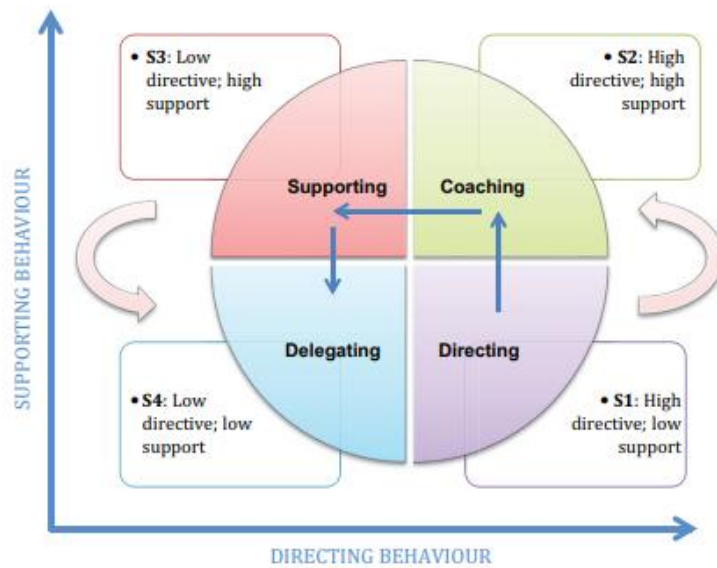 • S3: Low
directive; high
support
• S2: High
directive; high
support
Supporting
Coaching
SUPPORTING BEHAVIOUR
Delegating
Directing
• S4: Low
directive; low
support
• S1: High
directive; low
support
DIRECTING BEHAVIOUR